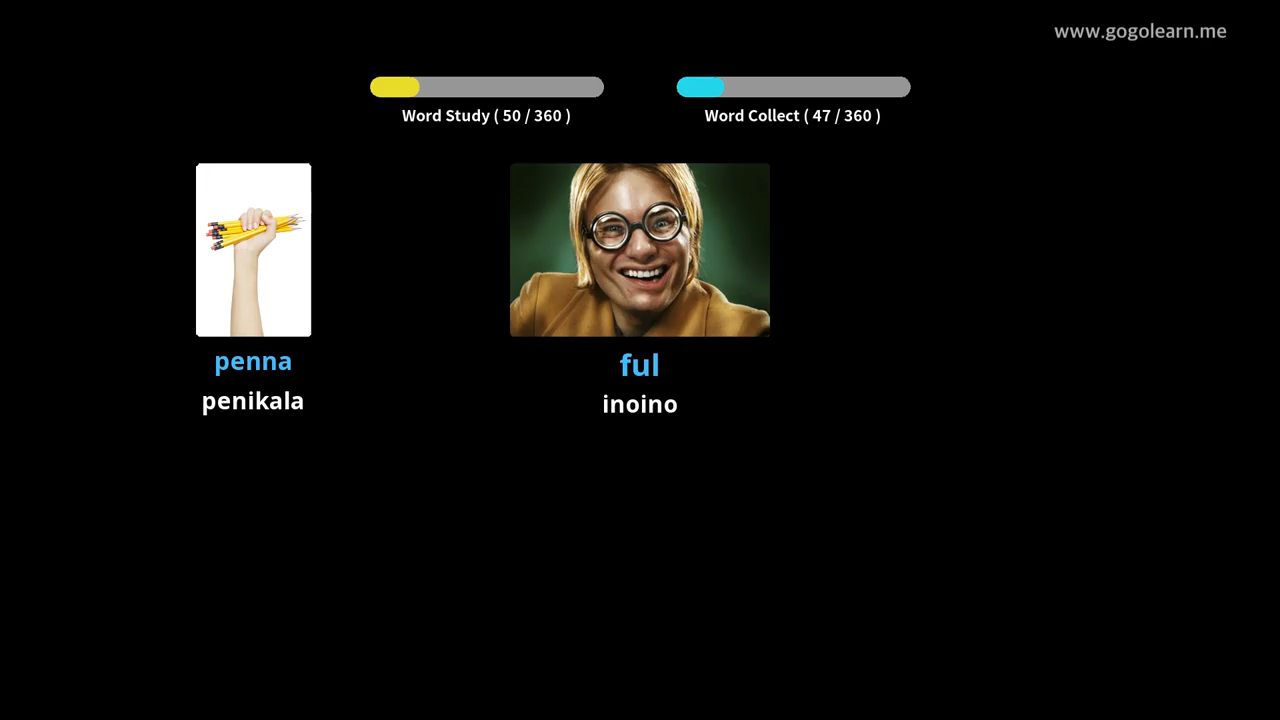 www.gogolearn.me
Word Study ( 50 / 360 )
Word Collect ( 47 / 360 )
penna
penikala
ful
inoino